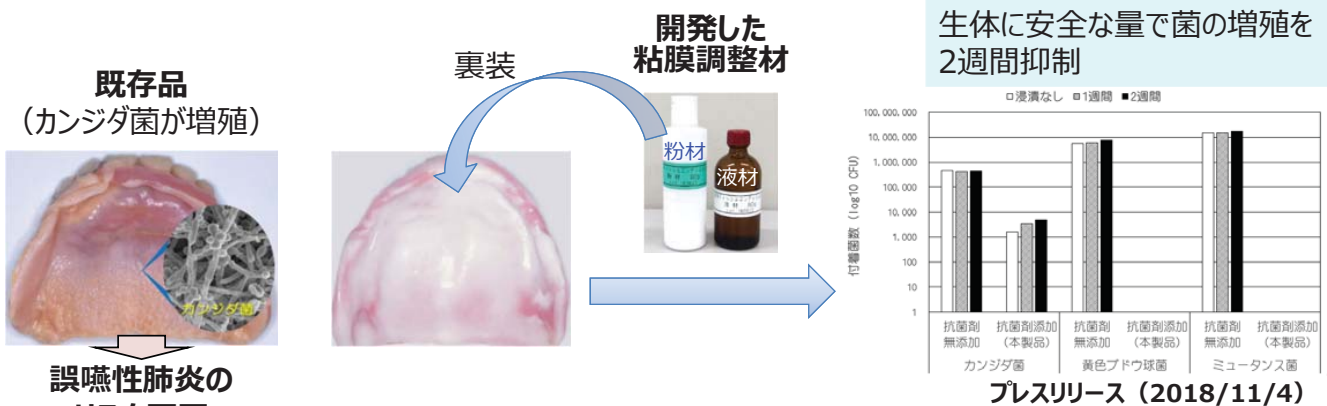 既存品
（カンジダ菌が増殖）
カンジダ菌
誤嚥性肺炎の
裏装
開発した
粘膜調整材
粉材
液材
生体に安全な量で菌の増殖を
2週間抑制
□浸漬なし ■1週間 ■2週間
付着菌数 (log10 CFU)
100,000,000
10,000,000
1,000,000
100,000
10,000
1,000
100
10
1
抗菌剤
無添加
抗菌剤添加
（本製品）
抗菌剤
無添加
抗菌剤添加
（本製品）
抗菌剤
無添加
抗菌剤添加
（本製品）
カンジダ菌
黄色ブドウ球菌
ミュータンス菌
プレスリリース（2018/11/4）